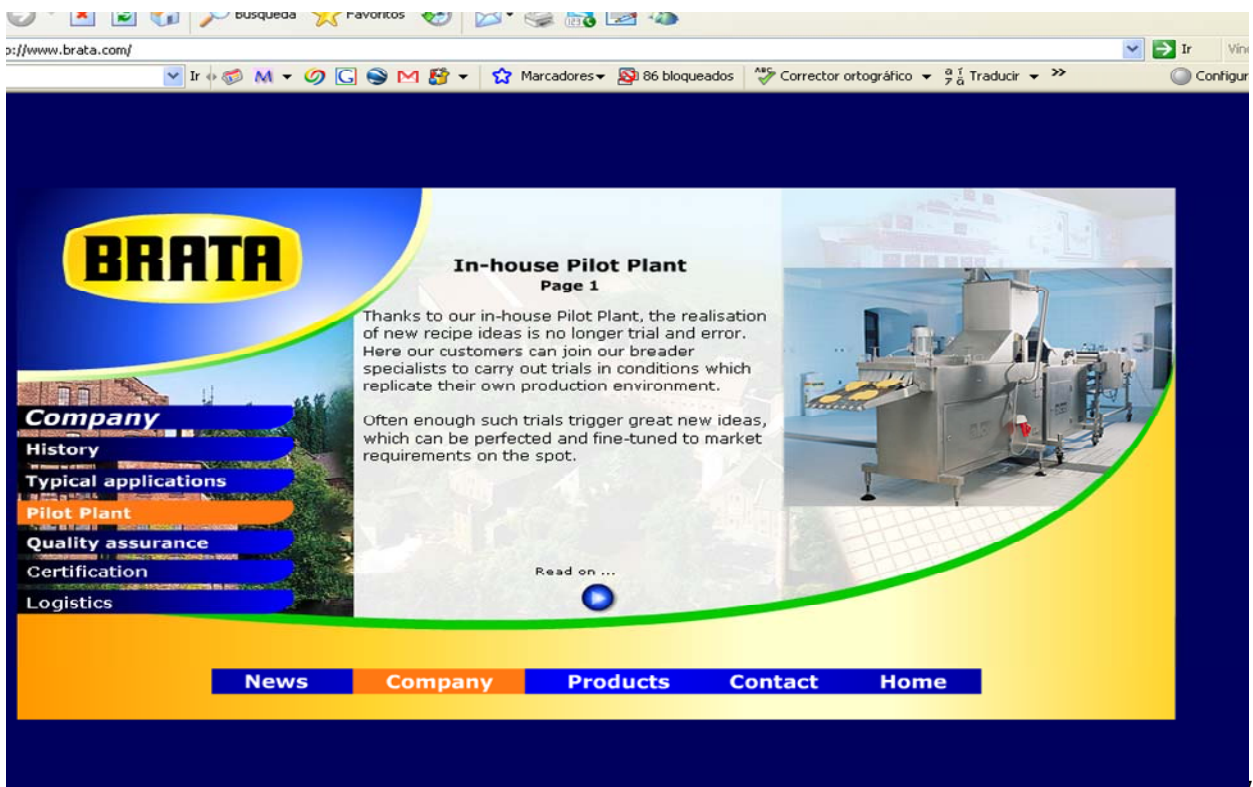 Búsqueda Favoritos
p://www.brata.com/ Ir
Ir Marcadores 86 bloqueados Corrector ortográfico Traducir
BRATA
In-house Pilot Plant
Page 1
Thanks to our in-house Pilot Plant, the realisation
of new recipe ideas is no longer trial and error.
Here our customers can join our breader
specialists to carry out trials in conditions which
replicate their own production environment.
Often enough such trials trigger great new ideas,
which can be perfected and fine-tuned to market
requirements on the spot.
Read on ...
Company
History
Typical applications
Pilot Plant
Quality assurance
Certification
Logistics
News Company Products Contact Home